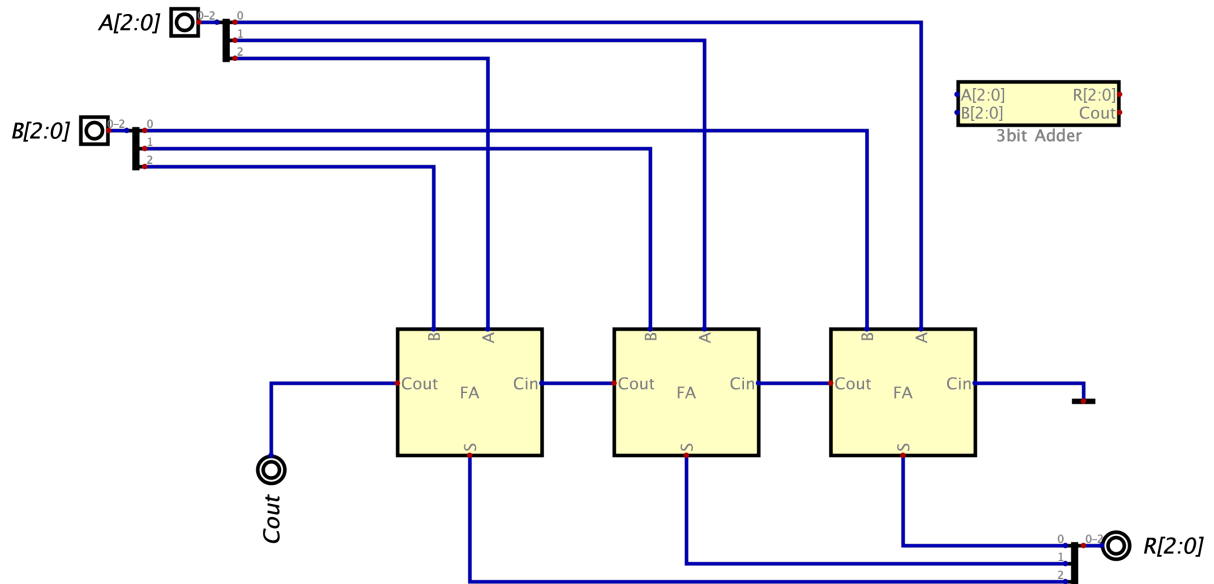 A[2:0] 0-2 0
1
2
A[2:0] R[2:0]
B[2:0] Cout
3bit Adder
B[2:0] 0-2 0
1
2
B A B A B A
Cout FA Cin Cout FA Cin Cout FA Cin
S S S
Cout
0 0-2 R[2:0]
1
2